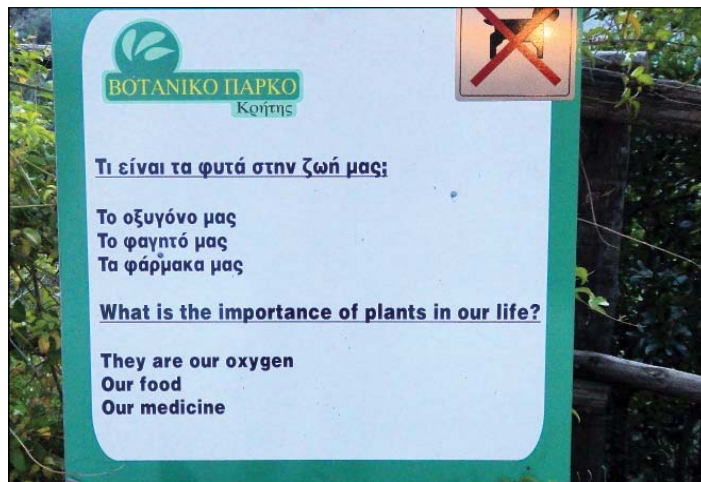 ΒΟΤΑΝΙΚΟ ΠΑΡΚΟ
Κρήτης
Τι είναι τα φυτά στην ζωή μας;
Το οξυγόνο μας
Το φαγητό μας
Τα φάρμακα μας
What is the importance of plants in our life?
They are our oxygen
Our food
Our medicine